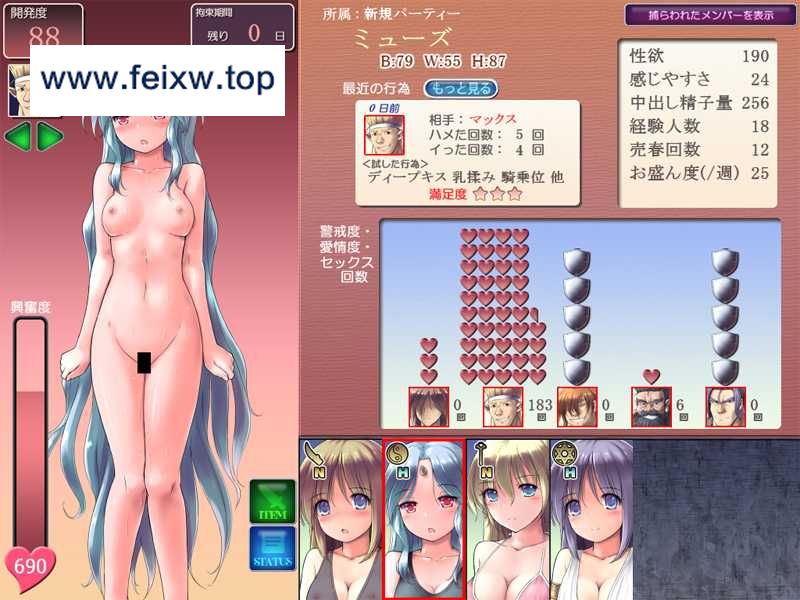 開発度
88
拘束期間
残り 0 日
www.feixw.top
興奮度
690
ITEM
STATUS
所属：新規パーティー
ミューズ
B:79 W:55 H:87
捕らわれたメンバーを表示
最近の行為 もっと見る
0 日前
相手：マックス
ハメた回数： 5 回
イった回数： 4 回
<試した行為>
ディープキス 乳揉み 騎乗位 他
満足度
性欲 190
感じやすさ 24
中出し精子量 256
経験人数 18
売春回数 12
お盛ん度(/週) 25
警戒度・
愛情度・
セックス
回数
0 回 183 回 0 回 6 回 0 回
N H N H